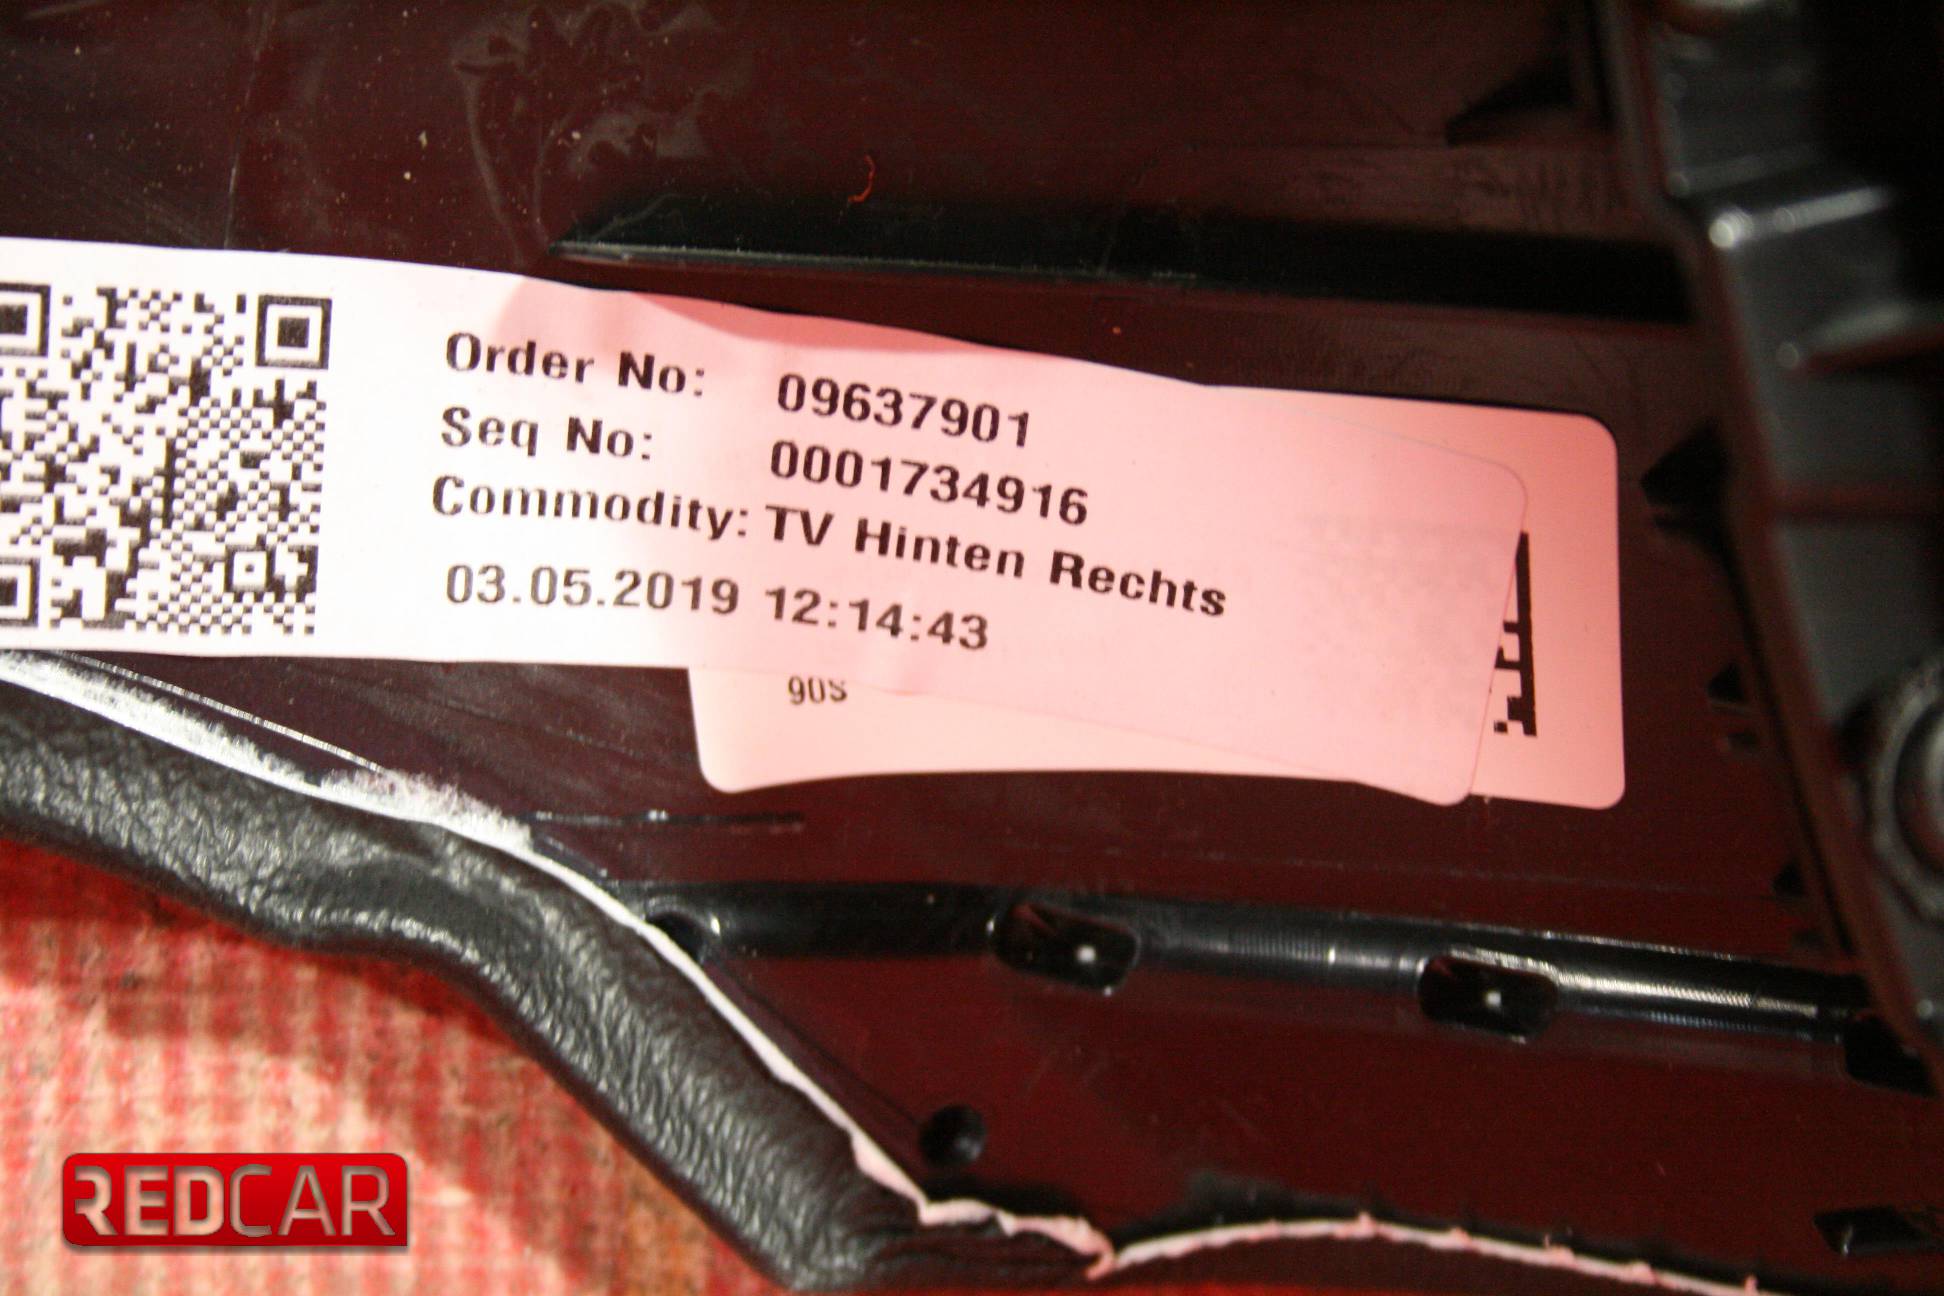 Order No: 09637901
Seq No: 0001734916
Commodity: TV Hinten Rechts
03.05.2019 12:14:43
90S
REDCAR